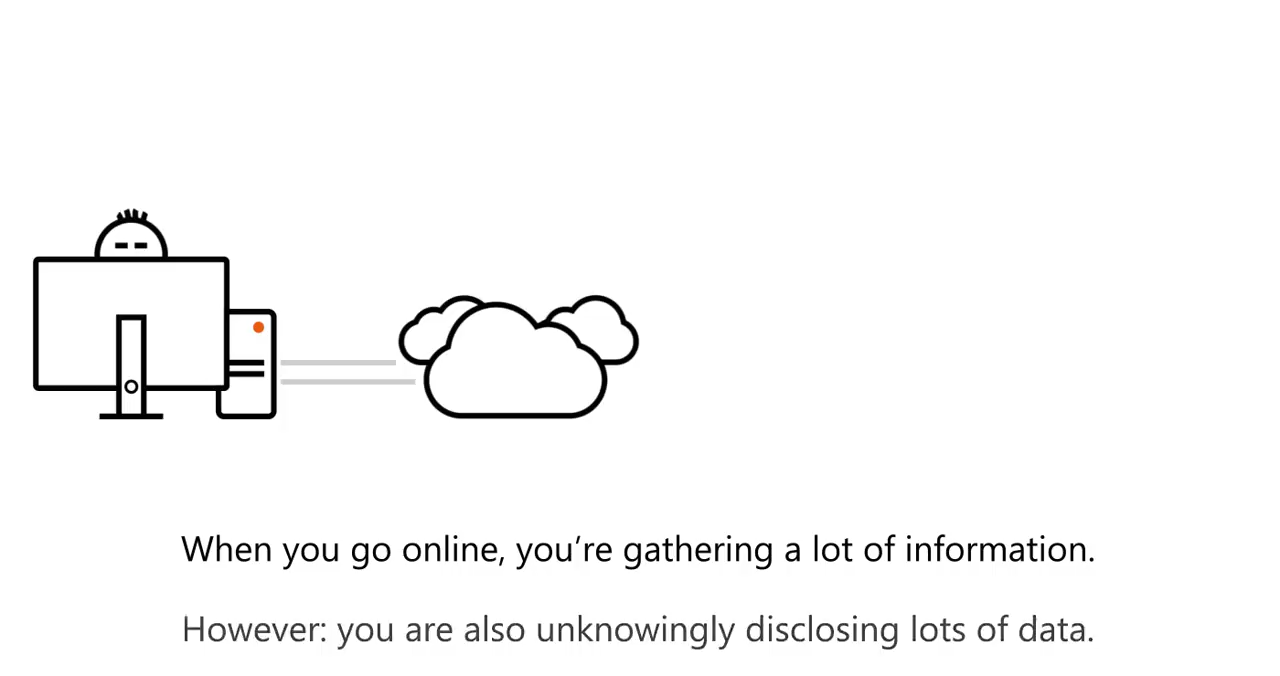 When you go online, you’re gathering a lot of information.
However: you are also unknowingly disclosing lots of data.